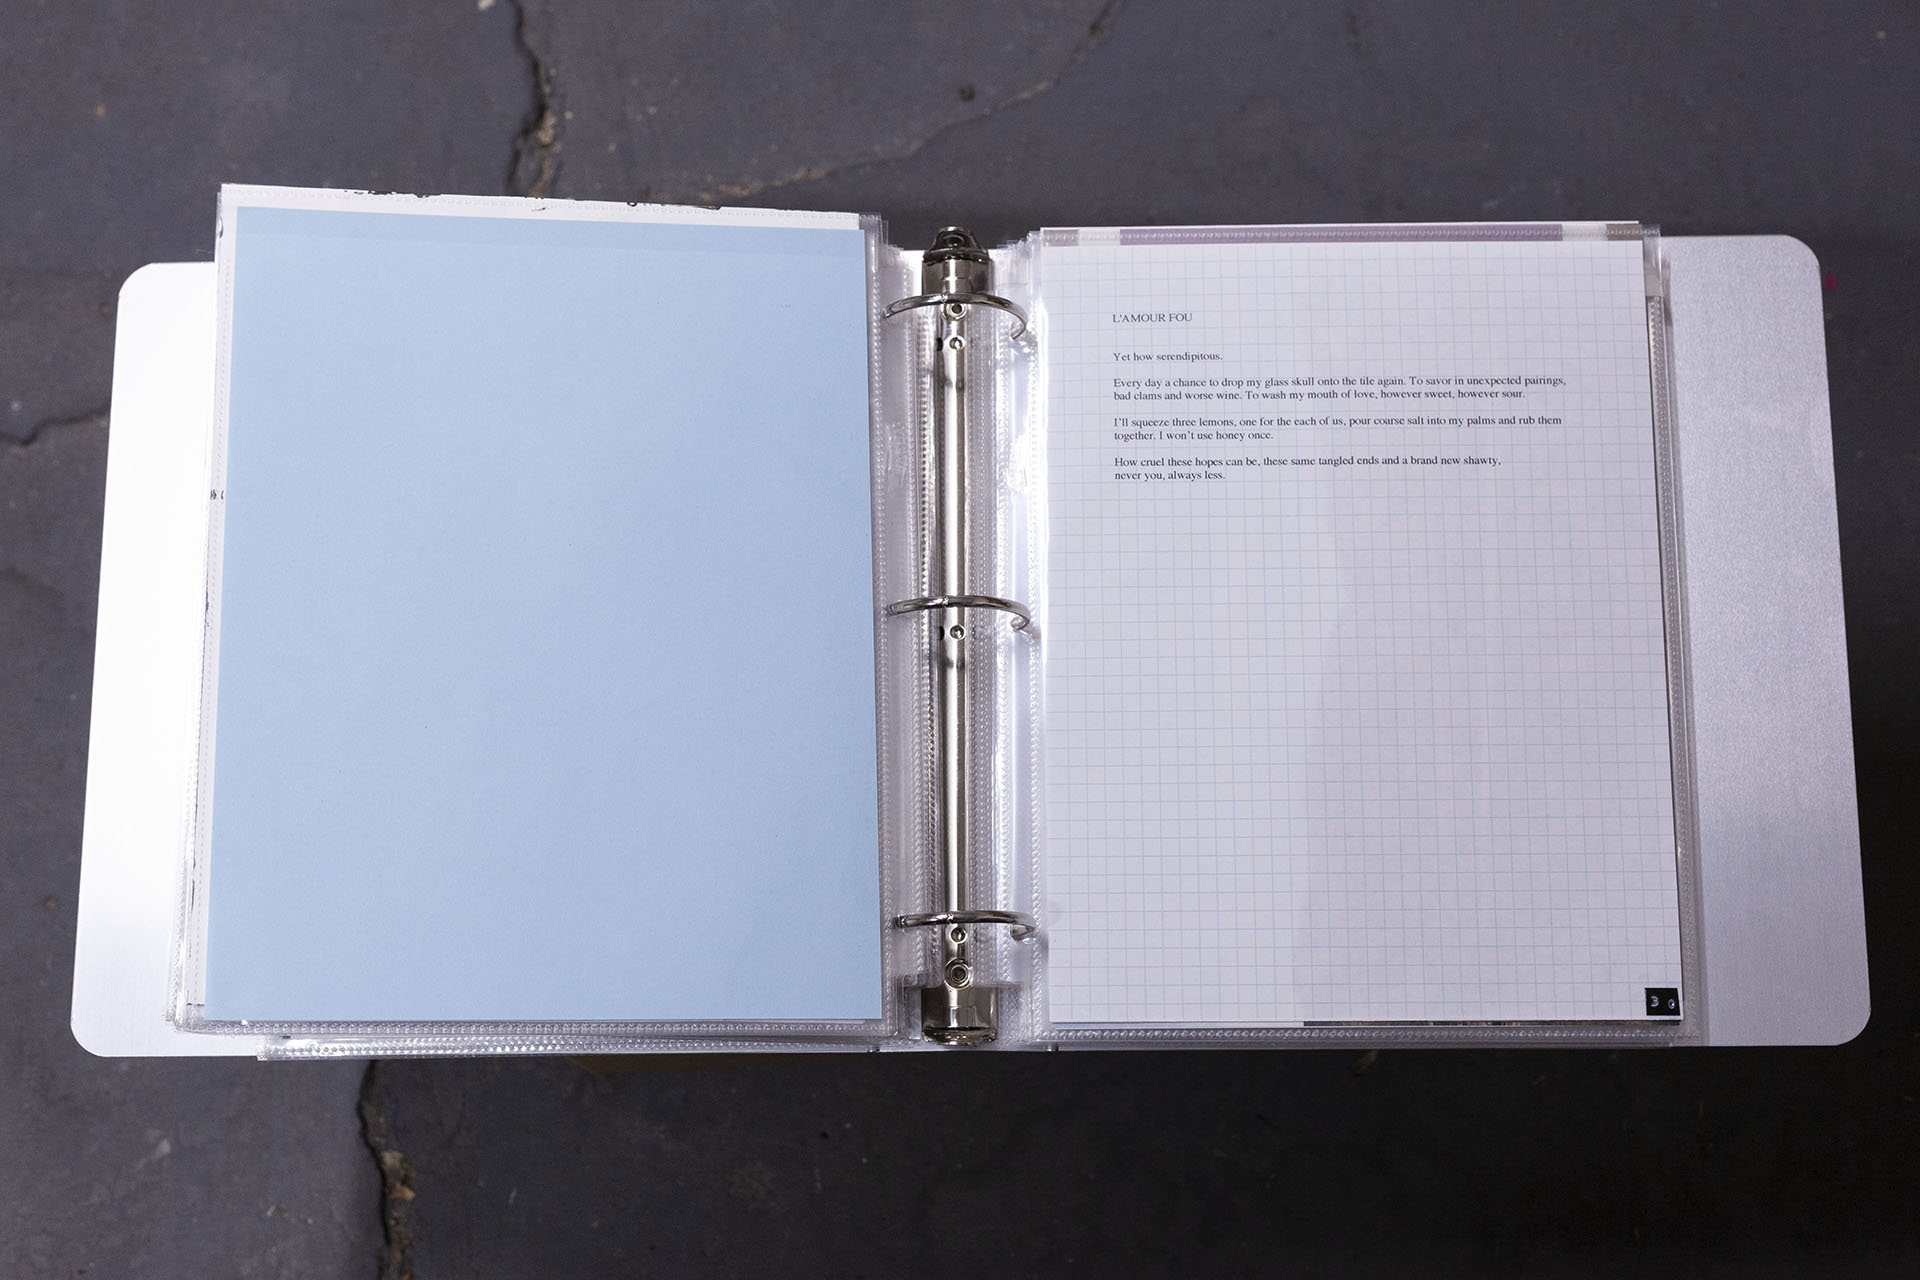 L'AMOUR FOU
Yet how serendipitous.
Every day a chance to drop my glass skull onto the tile again. To savor in unexpected pairings,
bad clams and worse wine. To wash my mouth of love, however sweet, however sour.
I'll squeeze three lemons, one for the each of us, pour coarse salt into my palms and rub them
together. I won't use honey once.
How cruel these hopes can be, these same tangled ends and a brand new shawty,
never you, always less.
3 0